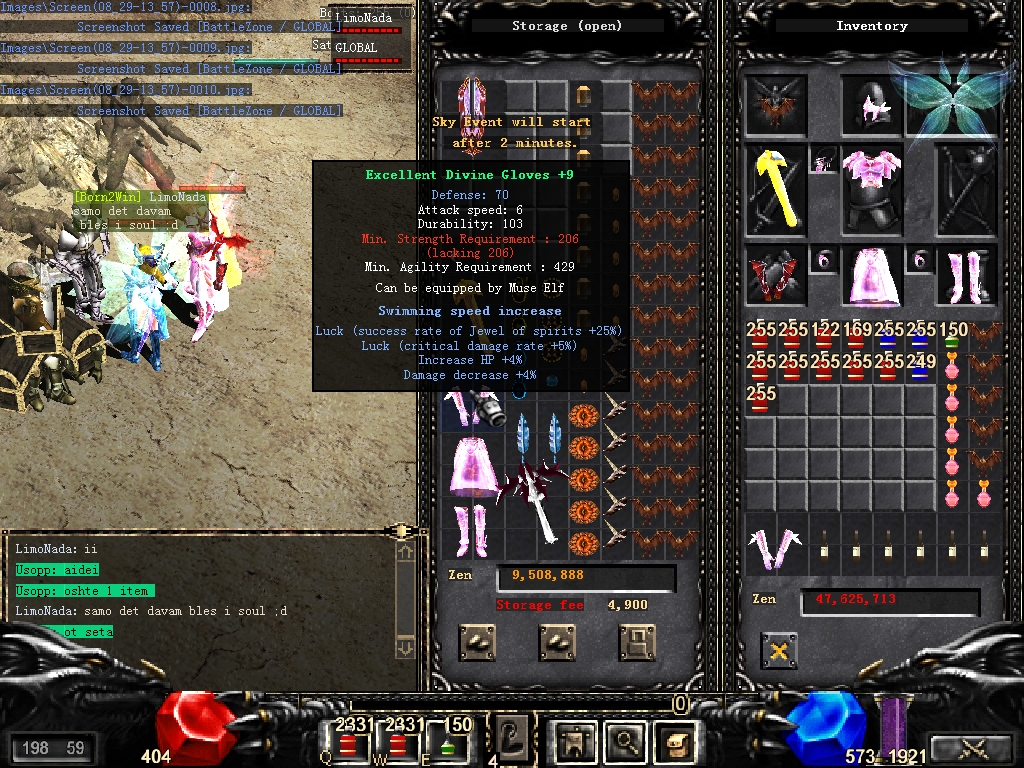 Images\Screen(08_29-13_57)-0008.jpg:
Screenshot Saved [BattleZone / GLOBAL]
Images\Screen(08_29-13_57)-0009.jpg:
Screenshot Saved [BattleZone / GLOBAL]
Images\Screen(08_29-13_57)-0010.jpg:
Screenshot Saved [BattleZone / GLOBAL]
LimoNada
GLOBAL
Storage (open)
Inventory
Sky Event will start
after 2 minutes.
Excellent Divine Gloves +9
Defense: 70
Attack speed: 6
Durability: 103
Min. Strength Requirement : 206
(lacking 206)
Min. Agility Requirement : 429
Can be equipped by Muse Elf
Swimming speed increase
Luck (success rate of Jewel of spirits +25%)
Luck (critical damage rate +5%)
Increase HP +4%
Damage decrease +4%
[Born2Win] LimoNada
samo det davam
bles i soul ;d
255 255 122 169 255 255 150
255 255 255 255 255 249
255
LimoNada: ii
Usopp: aidei
Usopp: oshte 1 item
LimoNada: samo det davam bles i soul ;d
ot seta
Zen 9,508,888
Storage fee 4,900
Zen 47,625,713
198 59
404
2331 2331 150
Q W E
4
0
573 1921